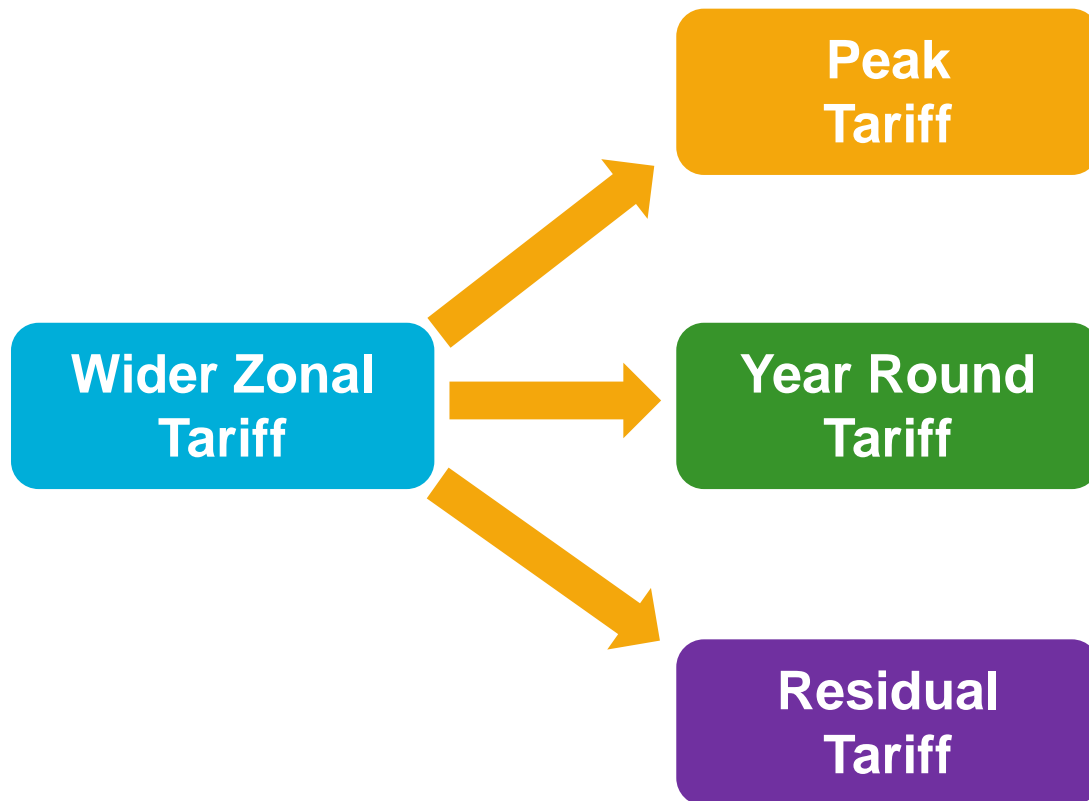 Peak
Tariff
Wider Zonal
Tariff
Year Round
Tariff
Residual
Tariff